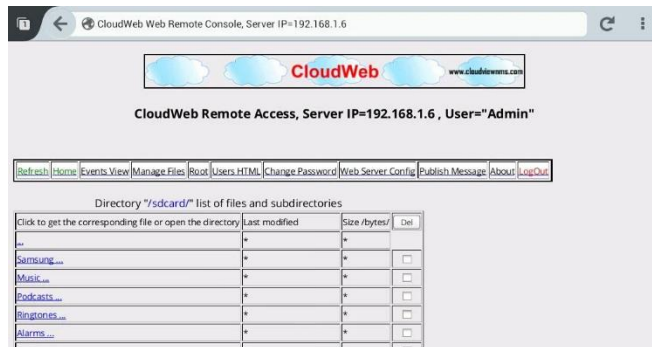 CloudWeb Web Remote Console, Server IP=192.168.1.6
CloudWeb
www.cloudviewnms.com
CloudWeb Remote Access, Server IP=192.168.1.6 , User="Admin"
Refresh Home Events View Manage Files Root Users HTML Change Password Web Server Config Publish Message About LogOut
Directory "/sdcard/" list of files and subdirectories
Click to get the corresponding file or open the directory Last modified Size /bytes/ Del
... * *
Samsung ... * *
Music ... * *
Podcasts ... * *
Ringtones ... * *
Alarms ... * *